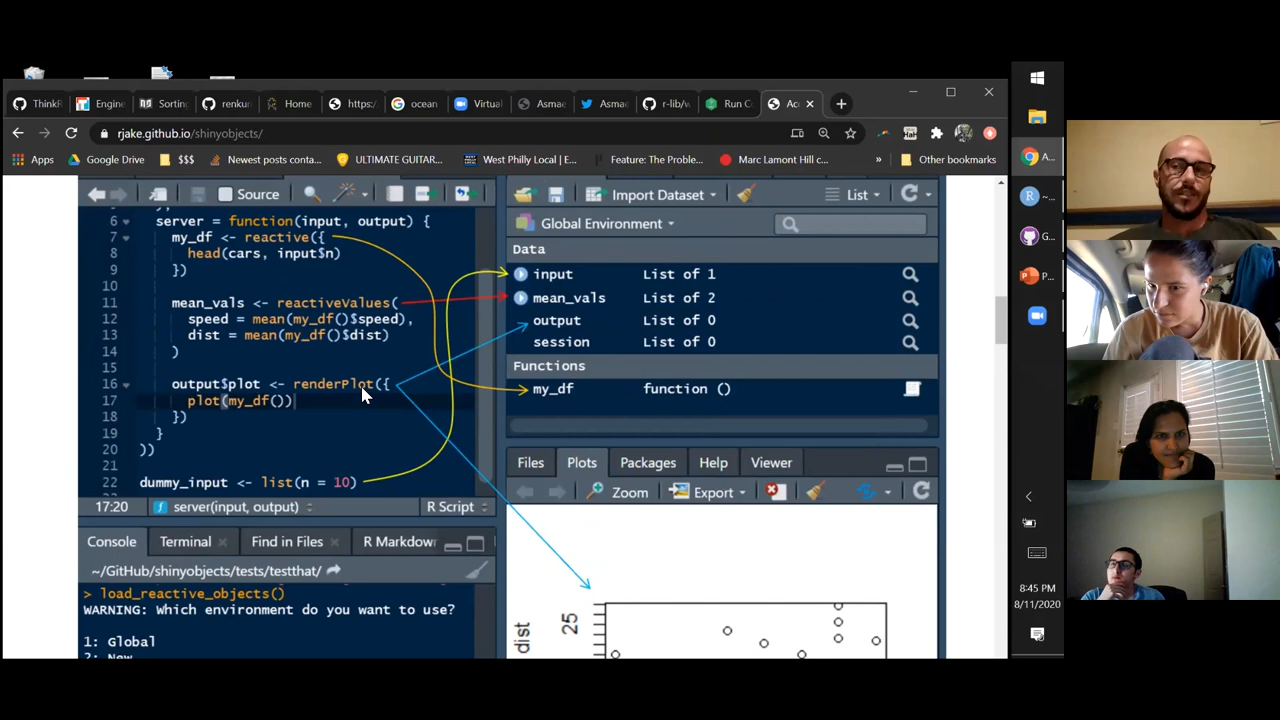 ThinkR
Engine
Sorting
renkun
Home
https:/
ocean
Virtual
Asmae
Asmae
r-lib/w
Run Co
Acc
rjake.github.io/shinyobjects/
Apps
Google Drive
$$$
Newest posts conta...
ULTIMATE GUITAR...
West Philly Local | E...
Feature: The Proble...
Marc Lamont Hill c...
»
Other bookmarks
Source
6 server = function(input, output) {
7 my_df <- reactive({
8 head(cars, input$n)
9 })
10
11 mean_vals <- reactiveValues(
12 speed = mean(my_df()$speed),
13 dist = mean(my_df()$dist)
14 )
15
16 output$plot <- renderPlot({
17 plot(my_df())
18 })
19 }
20 ))
21
22 dummy_input <- list(n = 10)
17:20 server(input, output) R Script
Console Terminal Find in Files R Markdown
~/GitHub/shinyobjects/tests/testthat/
> load_reactive_objects()
WARNING: Which environment do you want to use?
1: Global
2: New
Import Dataset
List
Global Environment
Data
input List of 1
mean_vals List of 2
output List of 0
session List of 0
Functions
my_df function ()
Files Plots Packages Help Viewer
Zoom Export
dist
25
A...
~...
G...
P...
8:45 PM
8/11/2020